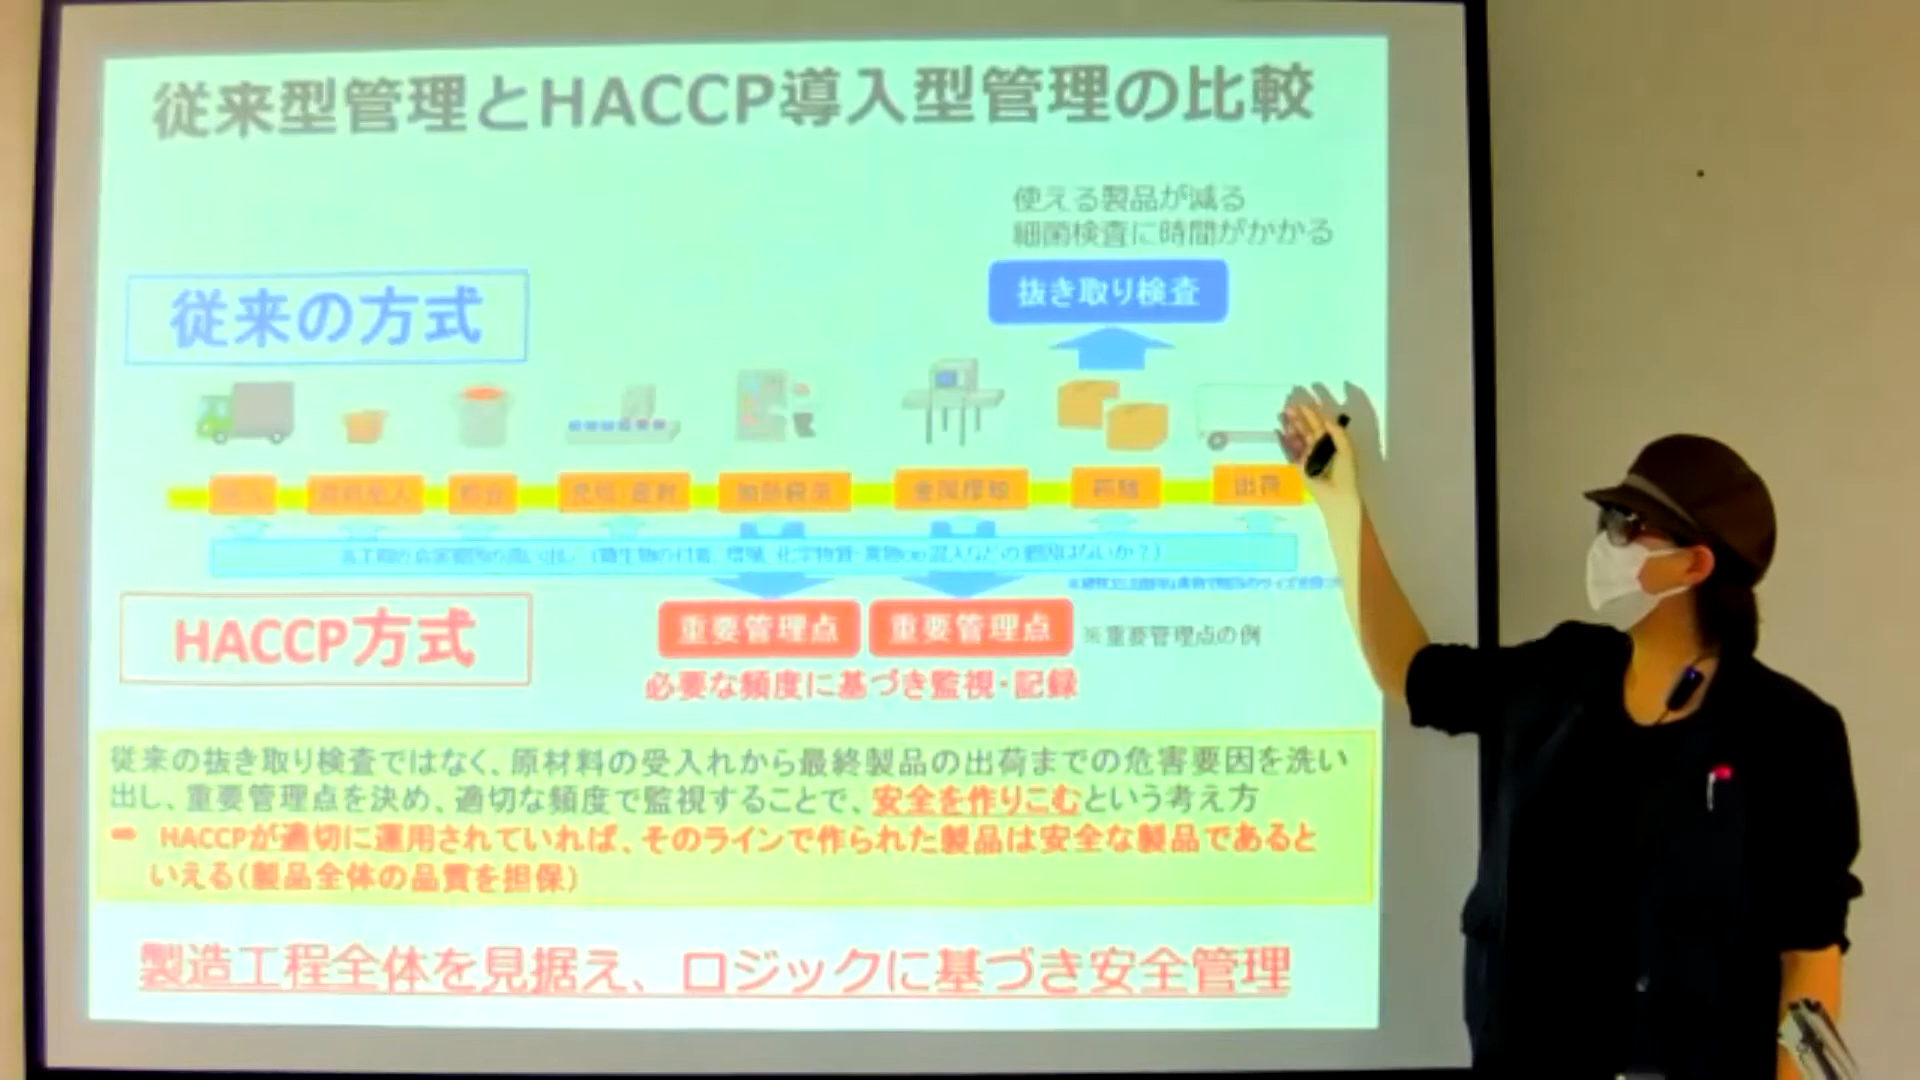 従来型管理とHACCP導入型管理の比較
使える製品が減る
細菌検査に時間がかかる
抜き取り検査
従来の方式
出荷
HACCP方式
重要管理点
重要管理点
※重要管理点の例
必要な頻度に基づき監視・記録
従来の抜き取り検査ではなく、原材料の受入れから最終製品の出荷までの危害要因を洗い
出し、重要管理点を決め、適切な頻度で監視することで、安全を作りこむという考え方
➡ HACCPが適切に運用されていれば、そのラインで作られた製品は安全な製品であると
いえる(製品全体の品質を担保)
製造工程全体を見据え、ロジックに基づき安全管理